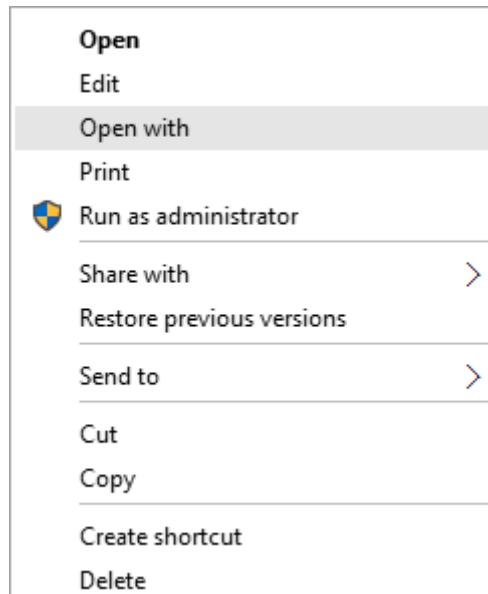 Open
Edit
Open with
Print
Run as administrator
Share with
Restore previous versions
Send to
Cut
Copy
Create shortcut
Delete